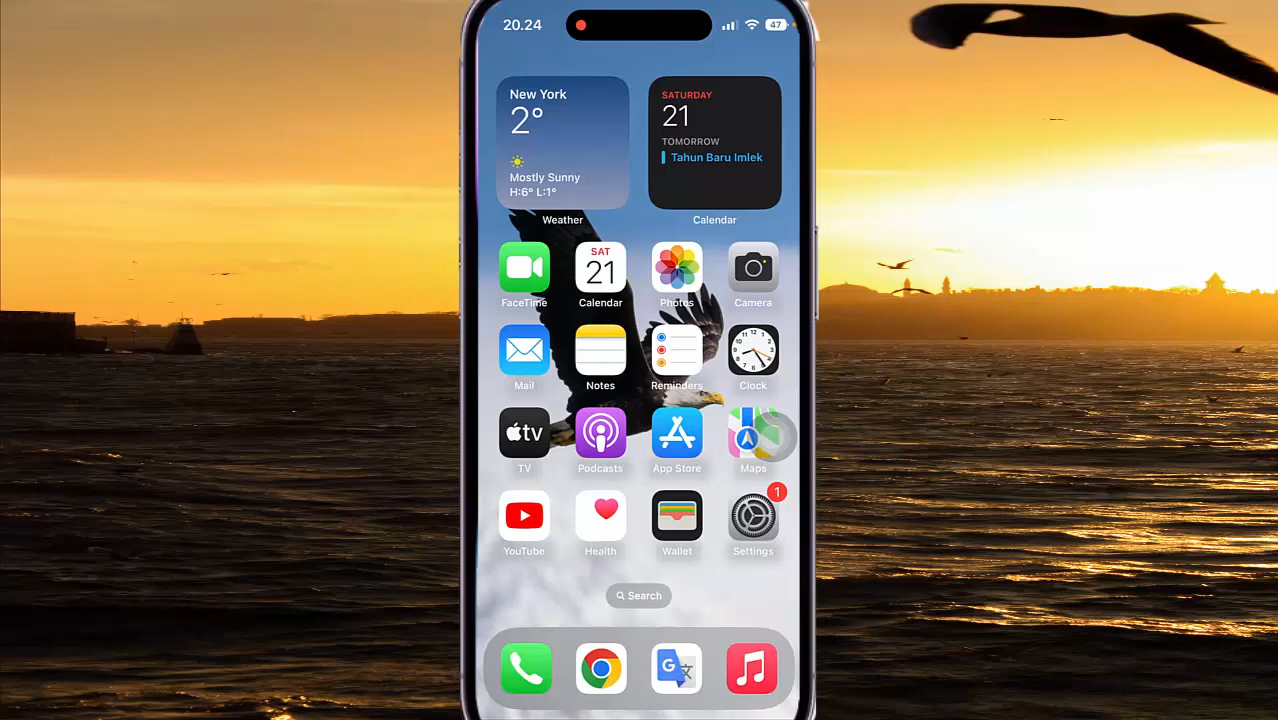 20.24
47
New York
2°
Mostly Sunny
H:6° L:1°
Weather
SATURDAY
21
TOMORROW
Tahun Baru Imlek
Calendar
FaceTime
SAT
21
Calendar
Photos
Camera
Mail
Notes
Reminders
Clock
tv
TV
Podcasts
App Store
Maps
YouTube
Health
Wallet
1
Settings
Search
G